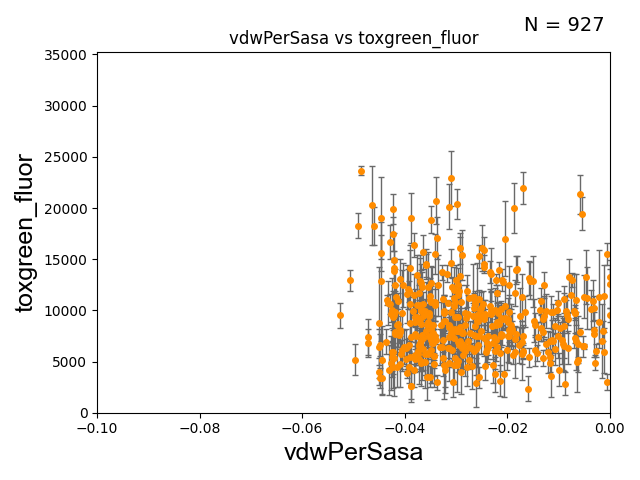 N = 927
vdwPerSasa vs toxgreen_fluor
35000
30000
25000
20000
15000
10000
5000
0
toxgreen_fluor
−0.10 −0.08 −0.06 −0.04 −0.02 0.00
vdwPerSasa